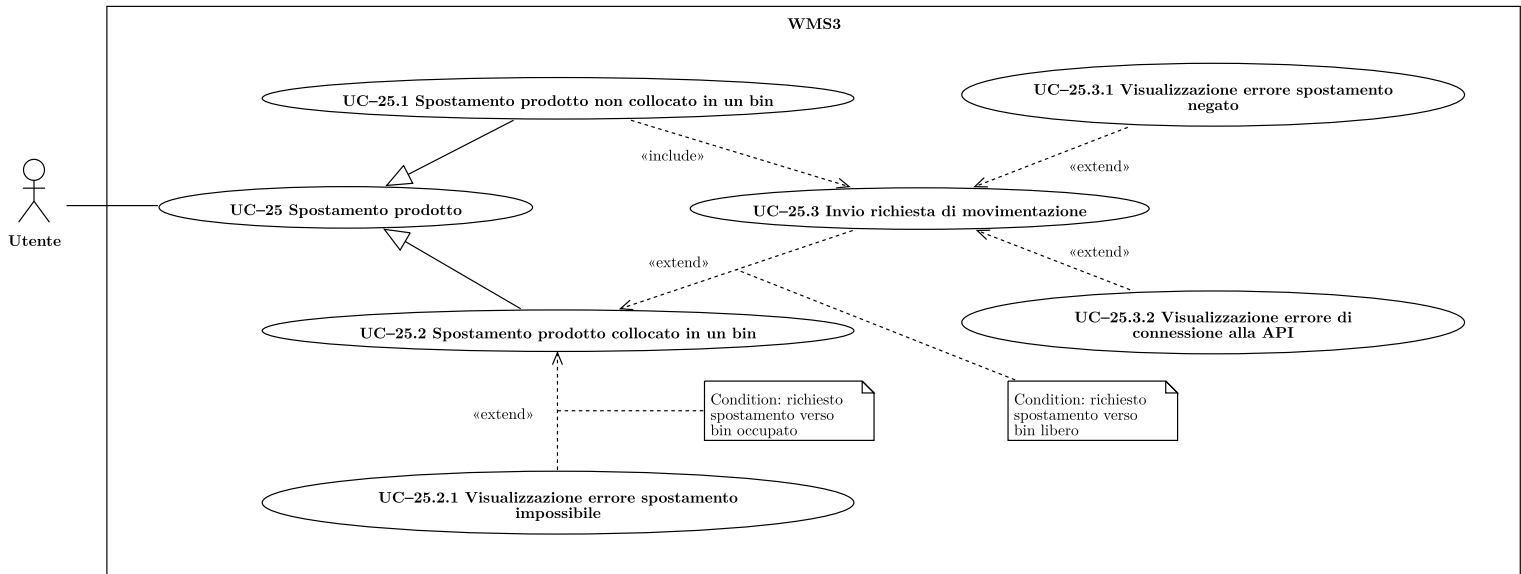 WMS3
UC–25.1 Spostamento prodotto non collocato in un bin
UC–25.3.1 Visualizzazione errore spostamento
negato
«include»
«extend»
UC–25 Spostamento prodotto
UC–25.3 Invio richiesta di movimentazione
Utente
«extend»
«extend»
UC–25.2 Spostamento prodotto collocato in un bin
UC–25.3.2 Visualizzazione errore di
connessione alla API
«extend»
Condition: richiesto
spostamento verso
bin occupato
Condition: richiesto
spostamento verso
bin libero
UC–25.2.1 Visualizzazione errore spostamento
impossibile